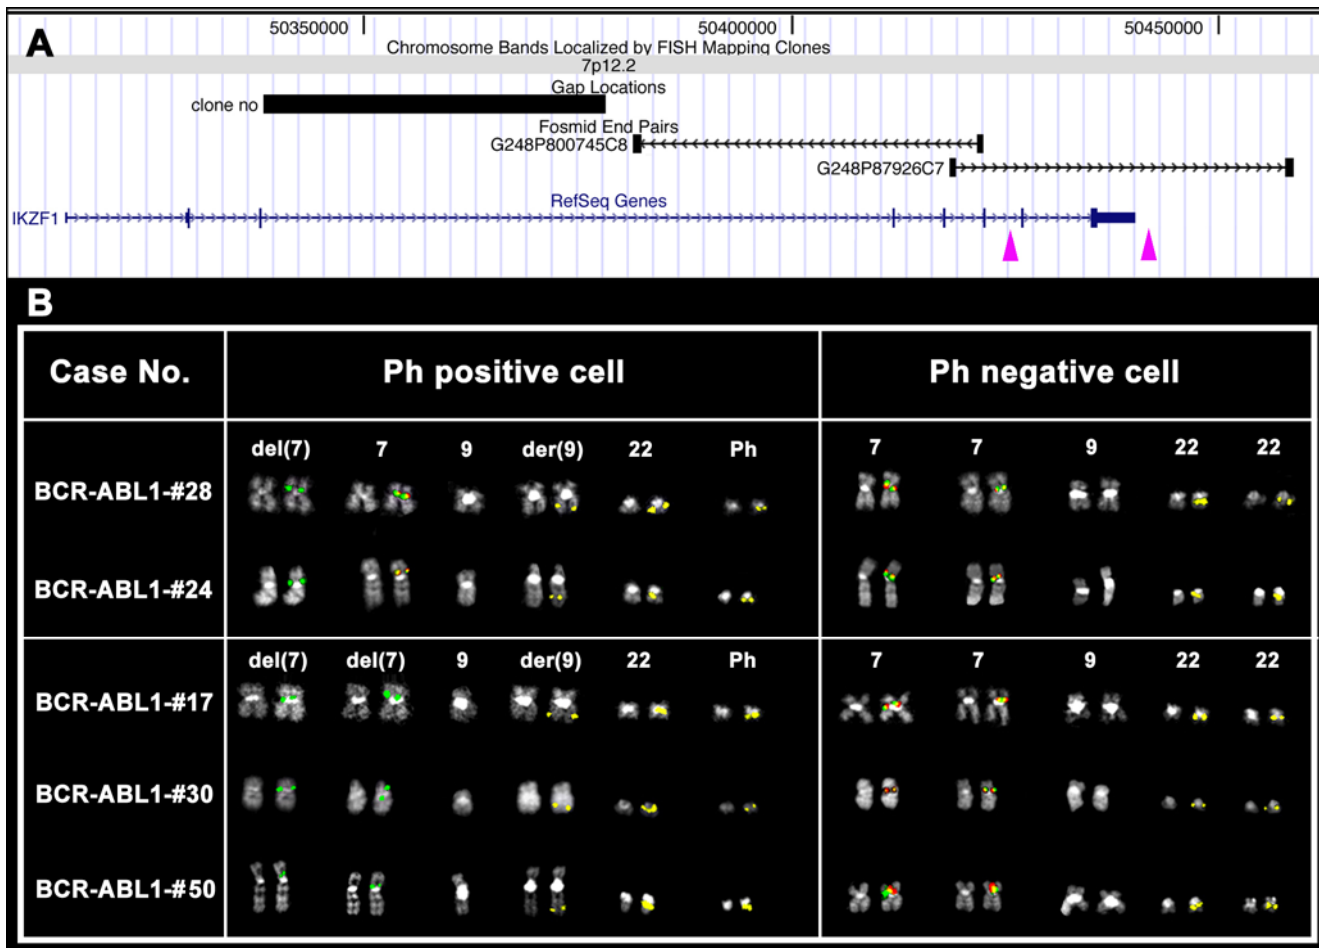 A
50350000
50400000
50450000
Chromosome Bands Localized by FISH Mapping Clones
7p12.2
Gap Locations
clone no
Fosmid End Pairs
G248P800745C8
G248P87926C7
RefSeq Genes
IKZF1
B
Case No.
Ph positive cell
Ph negative cell
del(7) 7 9 der(9) 22 Ph 7 7 9 22 22
BCR-ABL1-#28
BCR-ABL1-#24
del(7) del(7) 9 der(9) 22 Ph 7 7 9 22 22
BCR-ABL1-#17
BCR-ABL1-#30
BCR-ABL1-#50